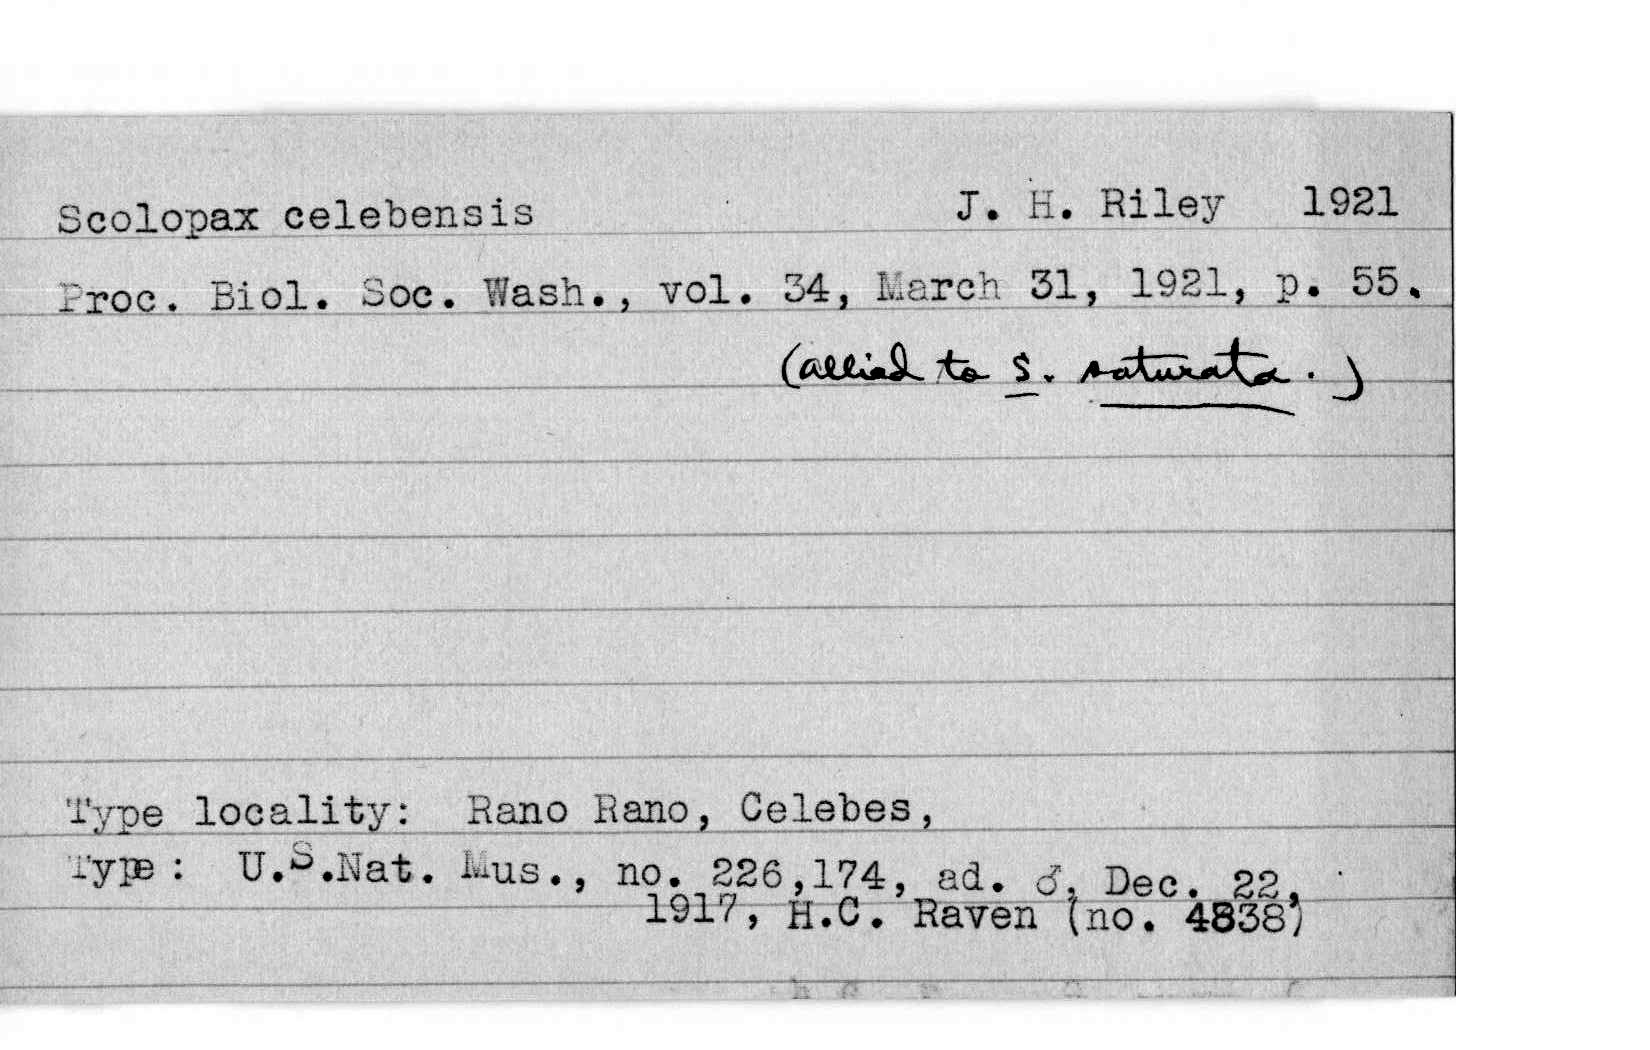 Scolopax celebensis J. H. Riley 1921
Proc. Biol. Soc. Wash., vol. 34, March 31, 1921, p. 55.
(allied to S. saturata.)
Type locality: Rano Rano, Celebes,
Type: U.S.Nat. Mus., no. 226,174, ad. ♂, Dec. 22,
1917, H.C. Raven (no. 4838)